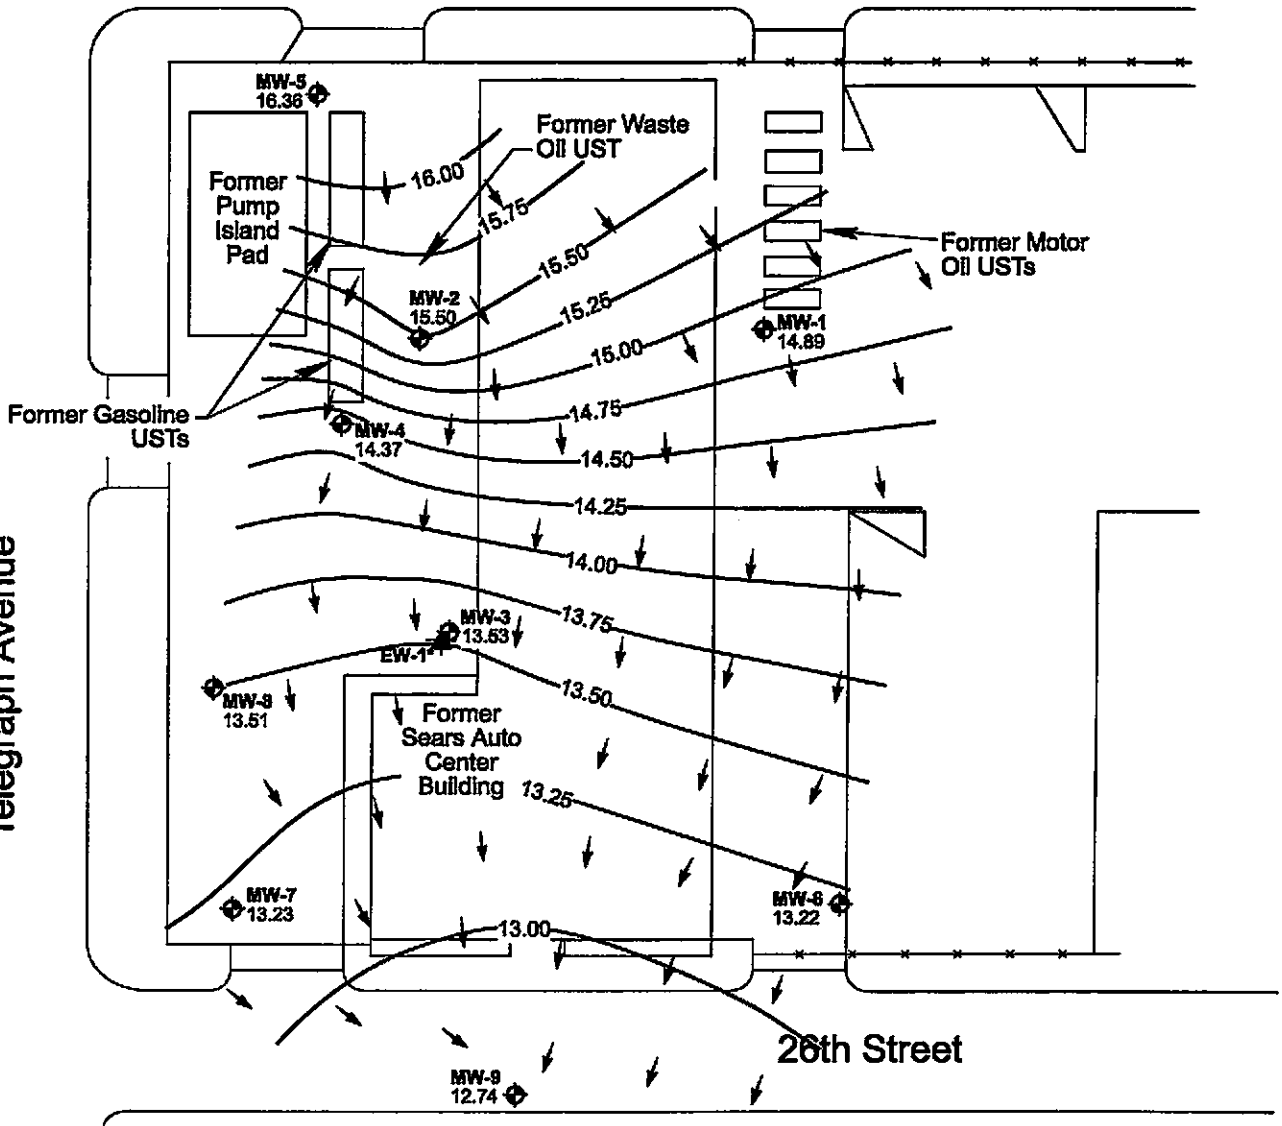 MW-5
16.36
Former Waste
Oil UST
16.00
Former
Pump
Island
Pad
15.75
15.50
Former Motor
Oil USTs
MW-2
15.50
15.25
MW-1
14.89
15.00
14.75
Former Gasoline
USTs
MW-4
14.37
14.50
14.25
14.00
13.75
MW-3
13.53
EW-1
MW-8
13.51
13.50
Former
Sears Auto
Center
Building
13.25
MW-7
13.23
MW-6
13.22
13.00
26th Street
MW-9
12.74
Telegraph Avenue